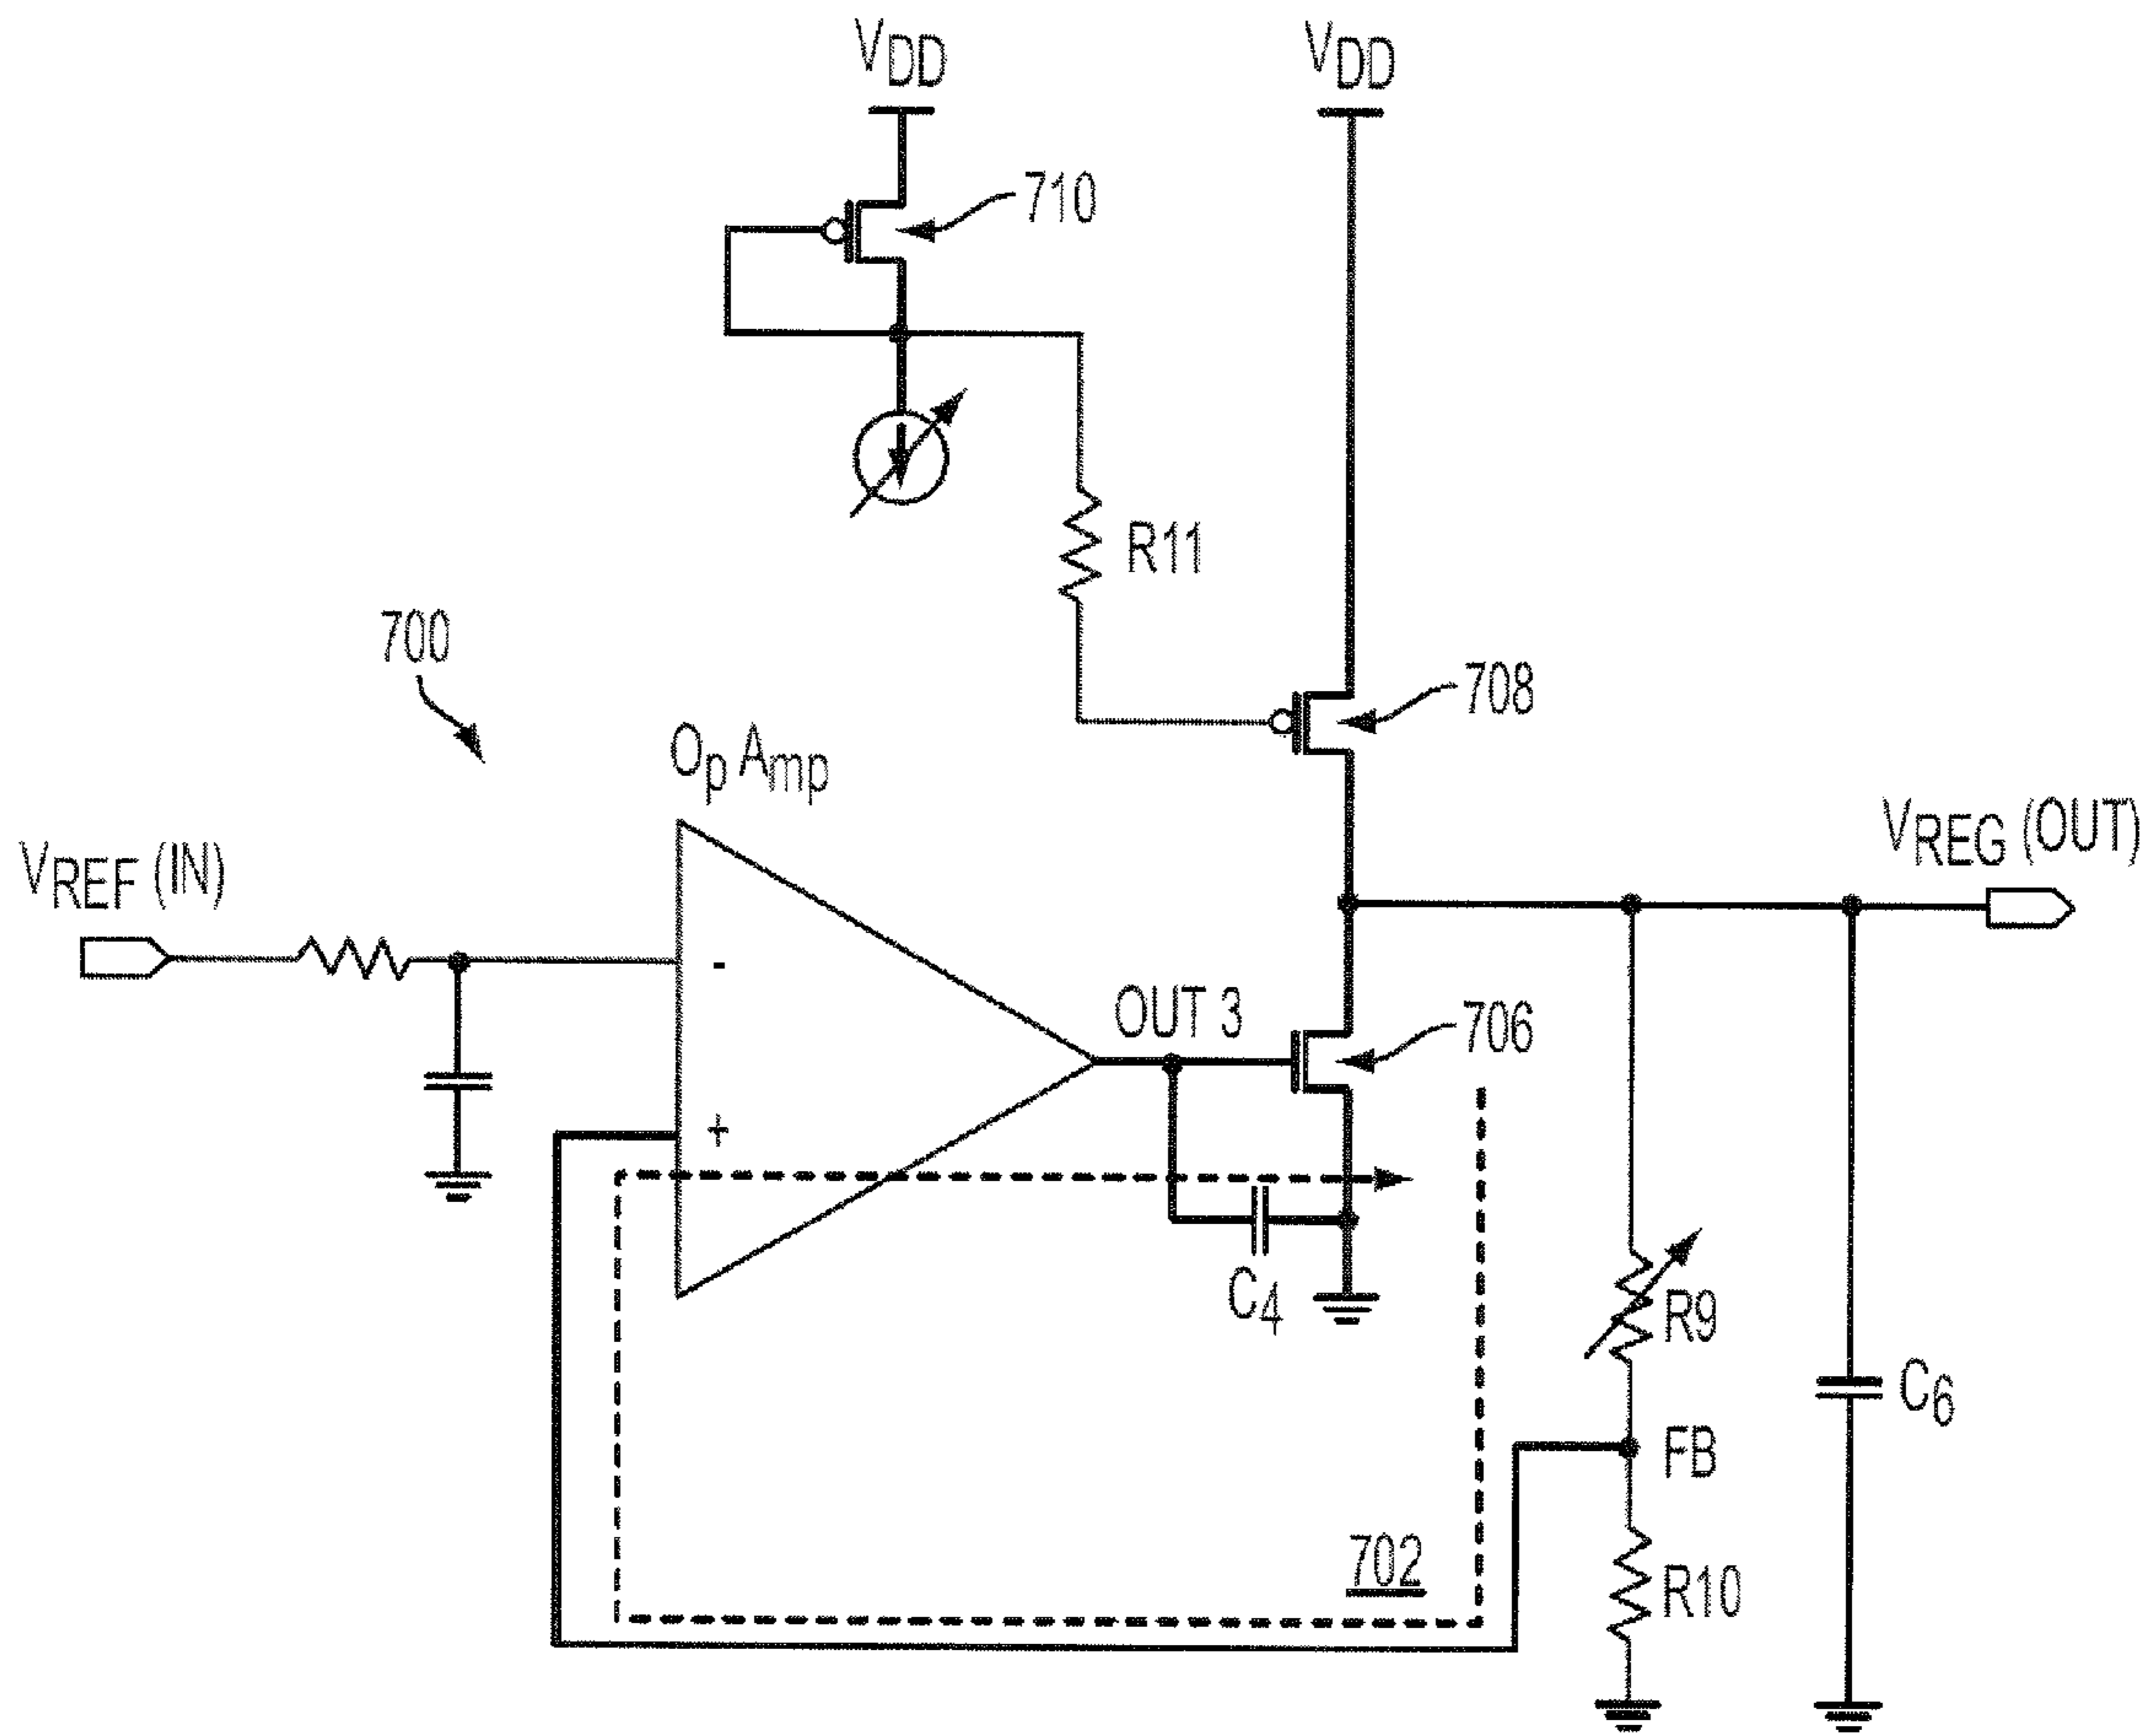 VDD
VDD
710
R11
700
708
Op Amp
VREF (IN)
VREG (OUT)
-
OUT 3
706
+
C4
R9
C6
FB
702
R10